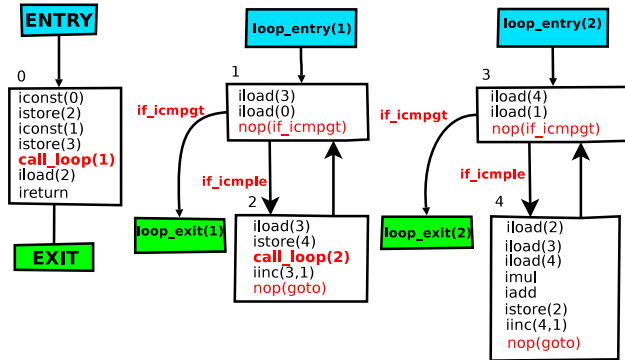 ENTRY
0
iconst(0)
istore(2)
iconst(1)
istore(3)
call_loop(1)
iload(2)
ireturn
EXIT
loop_entry(1)
1
iload(3)
iload(0)
nop(if_icmpgt)
if_icmpgt
if_icmple
loop_exit(1)
2
iload(3)
istore(4)
call_loop(2)
iinc(3,1)
nop(goto)
loop_entry(2)
3
iload(4)
iload(1)
nop(if_icmpgt)
if_icmpgt
if_icmple
loop_exit(2)
4
iload(2)
iload(3)
iload(4)
imul
iadd
istore(2)
iinc(4,1)
nop(goto)